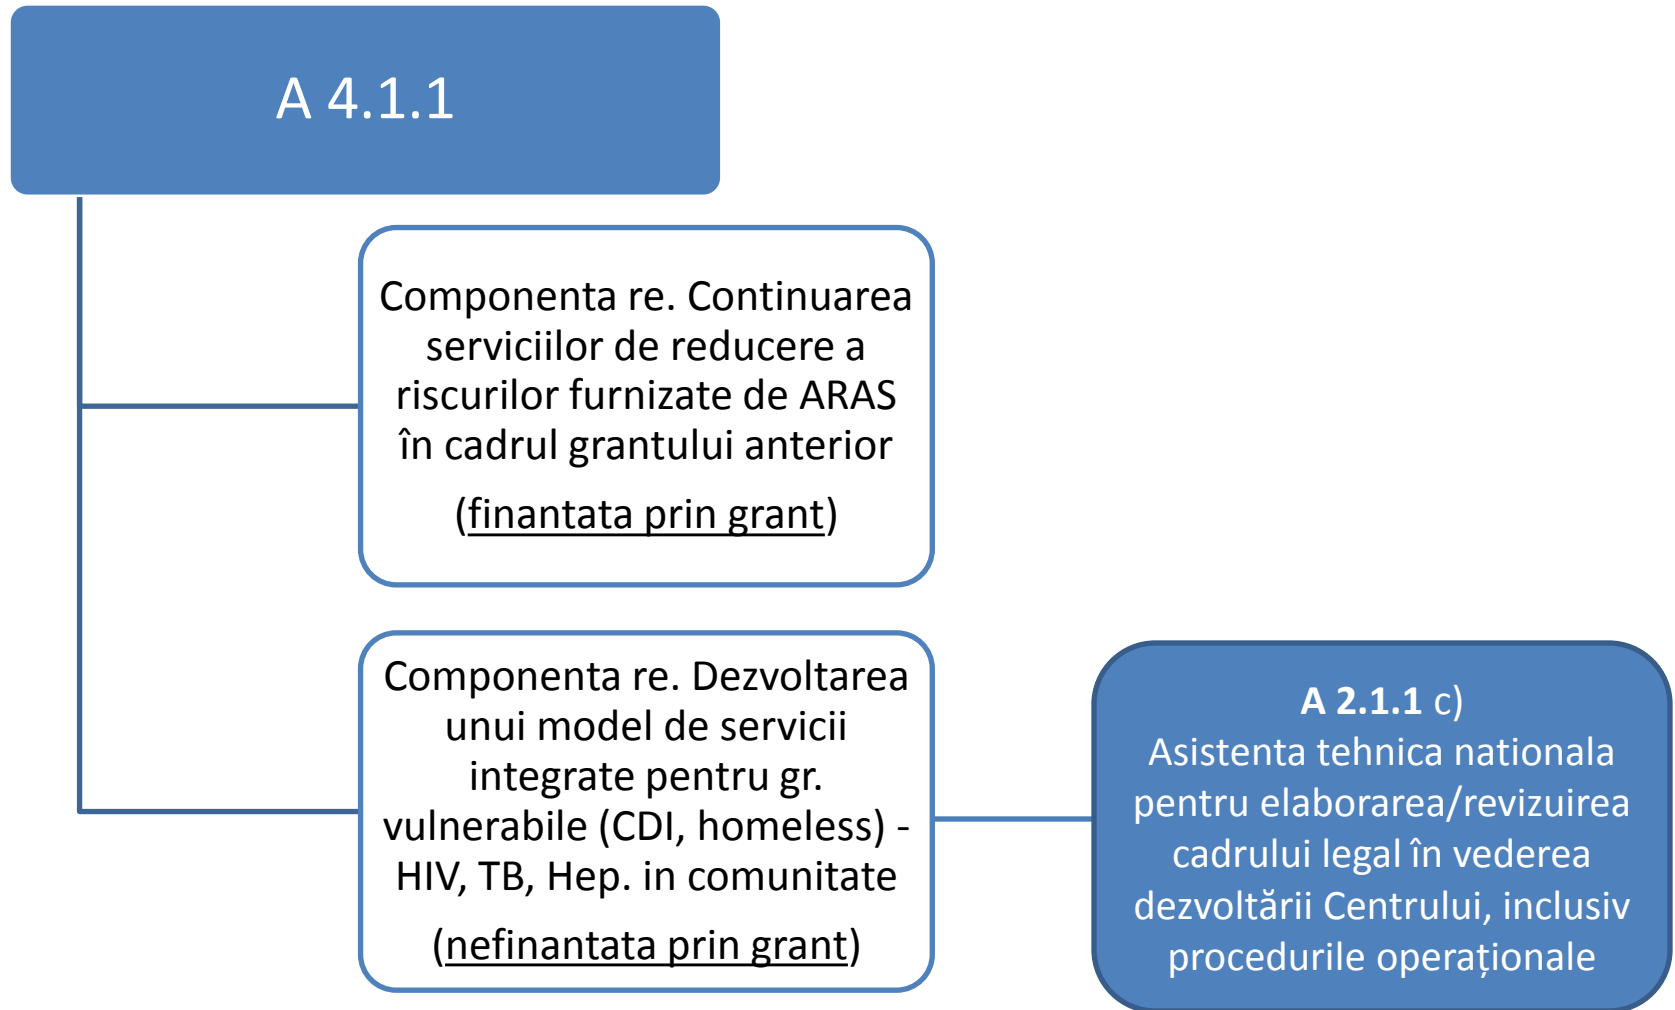 A 4.1.1
Componenta re. Continuarea
serviciilor de reducere a
riscurilor furnizate de ARAS
în cadrul grantului anterior
(finantata prin grant)
Componenta re. Dezvoltarea
unui model de servicii
integrate pentru gr.
vulnerabile (CDI, homeless) -
HIV, TB, Hep. in comunitate
(nefinantata prin grant)
A 2.1.1 c)
Asistenta tehnica nationala
pentru elaborarea/revizuirea
cadrului legal în vederea
dezvoltării Centrului, inclusiv
procedurile operaționale